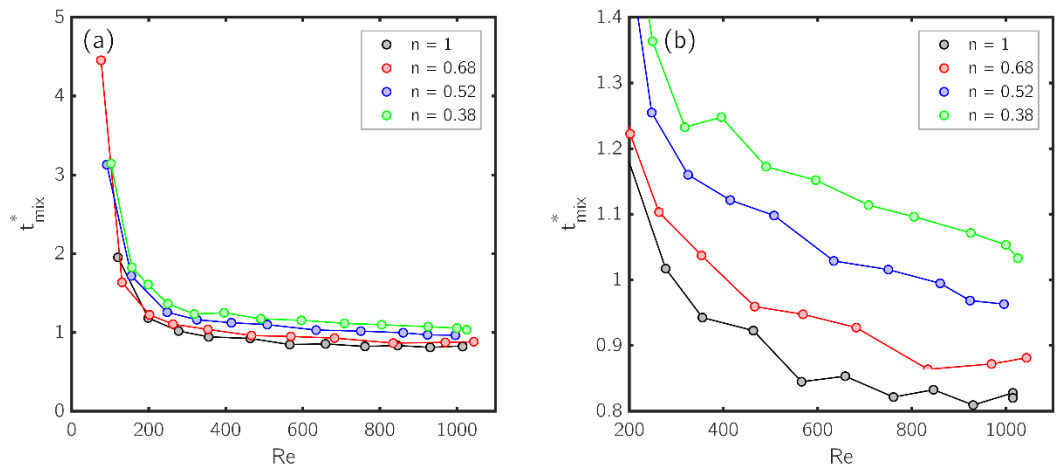 (a)
n = 1
n = 0.68
n = 0.52
n = 0.38
5
4
3
2
1
0
t*mix
0 200 400 600 800 1000
Re
(b)
n = 1
n = 0.68
n = 0.52
n = 0.38
1.4
1.3
1.2
1.1
1
0.9
0.8
t*mix
200 400 600 800 1000
Re